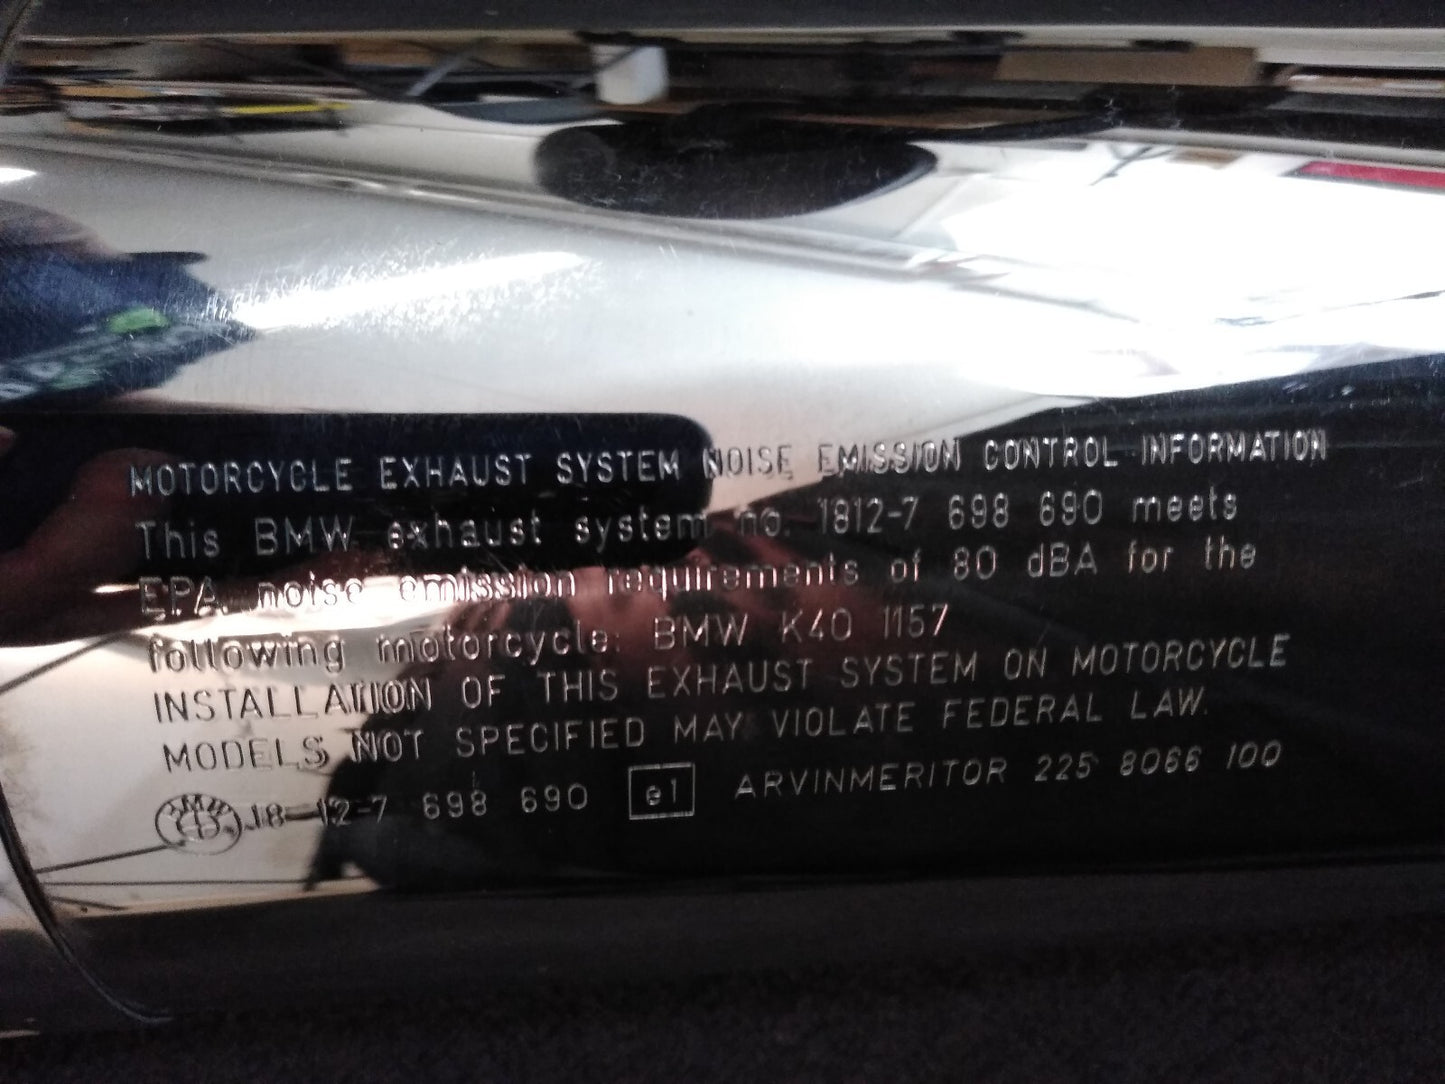 MOTORCYCLE EXHAUST SYSTEM NOISE EMISSION CONTROL INFORMATION
This BMW exhaust system no. 1812-7 698 690 meets
EPA noise emission requirements of 80 dBA for the
following motorcycle: BMW K40 1157
INSTALLATION OF THIS EXHAUST SYSTEM ON MOTORCYCLE
MODELS NOT SPECIFIED MAY VIOLATE FEDERAL LAW.
BMW 18-12-7 698 690 e1 ARVINMERITOR 225 8066 100